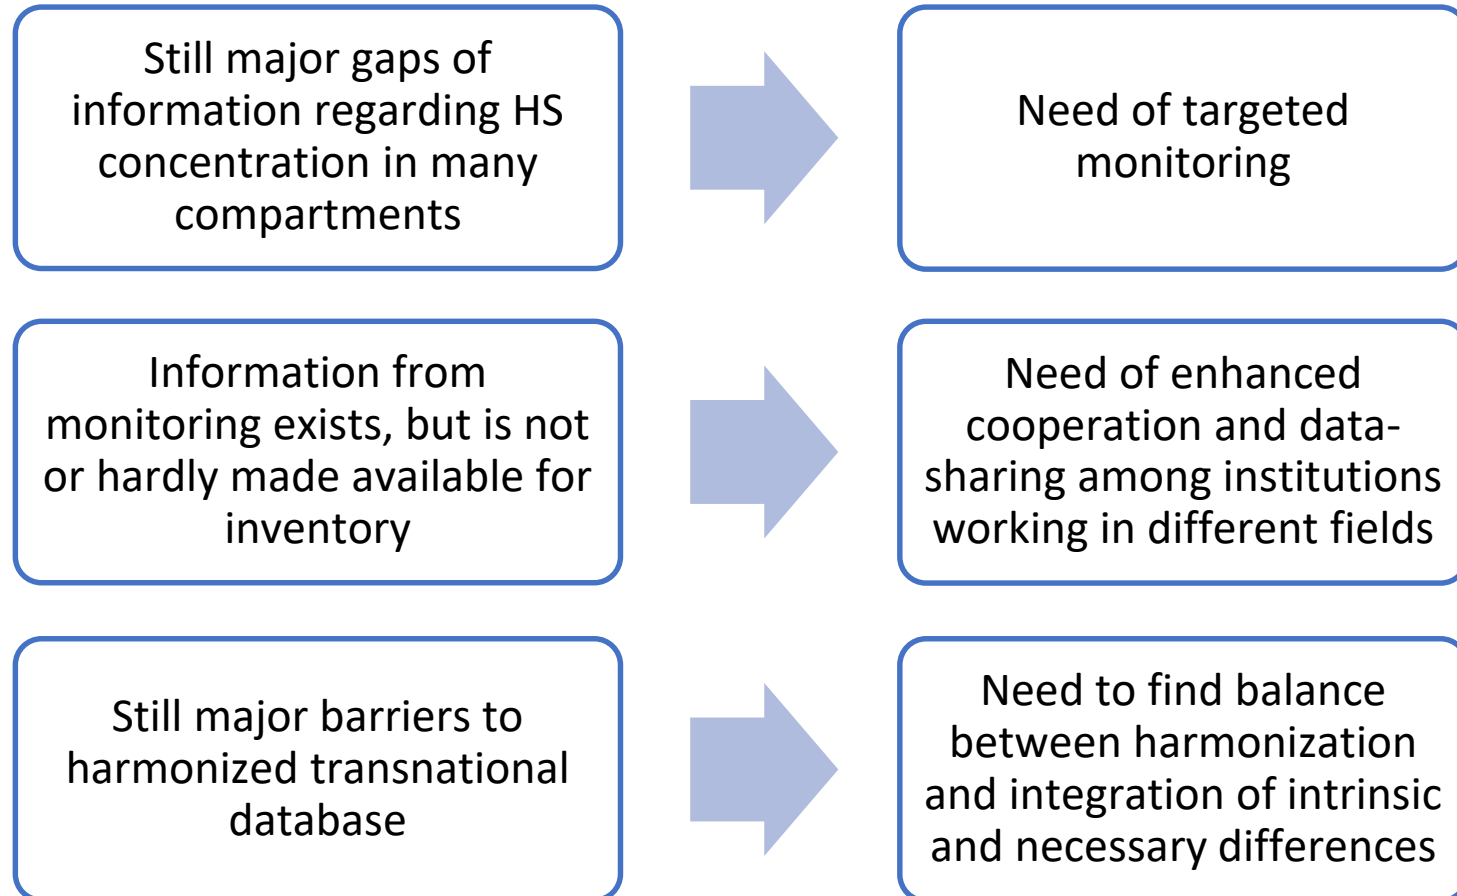 Still major gaps of
information regarding HS
concentration in many
compartments
Need of targeted
monitoring
Information from
monitoring exists, but is not
or hardly made available for
inventory
Need of enhanced
cooperation and data-
sharing among institutions
working in different fields
Still major barriers to
harmonized transnational
database
Need to find balance
between harmonization
and integration of intrinsic
and necessary differences